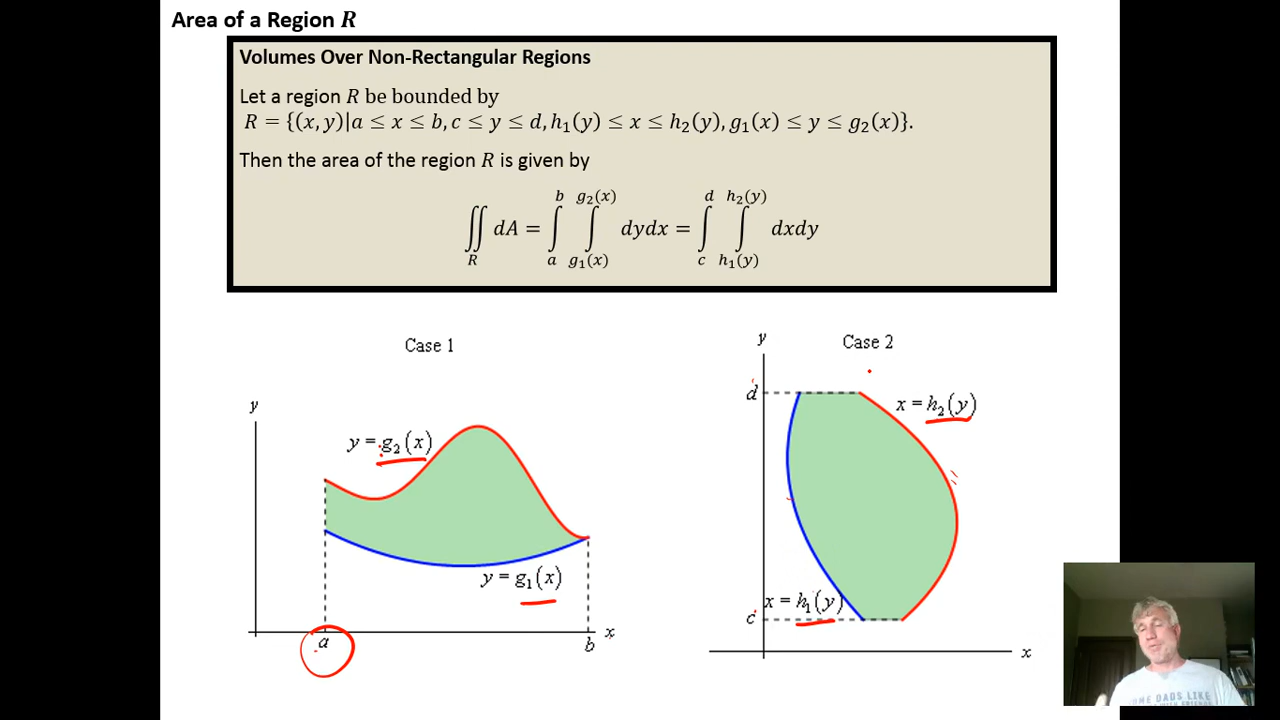 Area of a Region R
Volumes Over Non-Rectangular Regions
Let a region R be bounded by
R = {(x, y)|a ≤ x ≤ b, c ≤ y ≤ d, h₁(y) ≤ x ≤ h₂(y), g₁(x) ≤ y ≤ g₂(x)}.
Then the area of the region R is given by
∬_R dA = ∫_a^b ∫_{g₁(x)}^{g₂(x)} dydx = ∫_c^d ∫_{h₁(y)}^{h₂(y)} dxdy
Case 1
y
y = g₂(x)
y = g₁(x)
a
b
x
Case 2
y
d
x = h₂(y)
x = h₁(y)
c
x